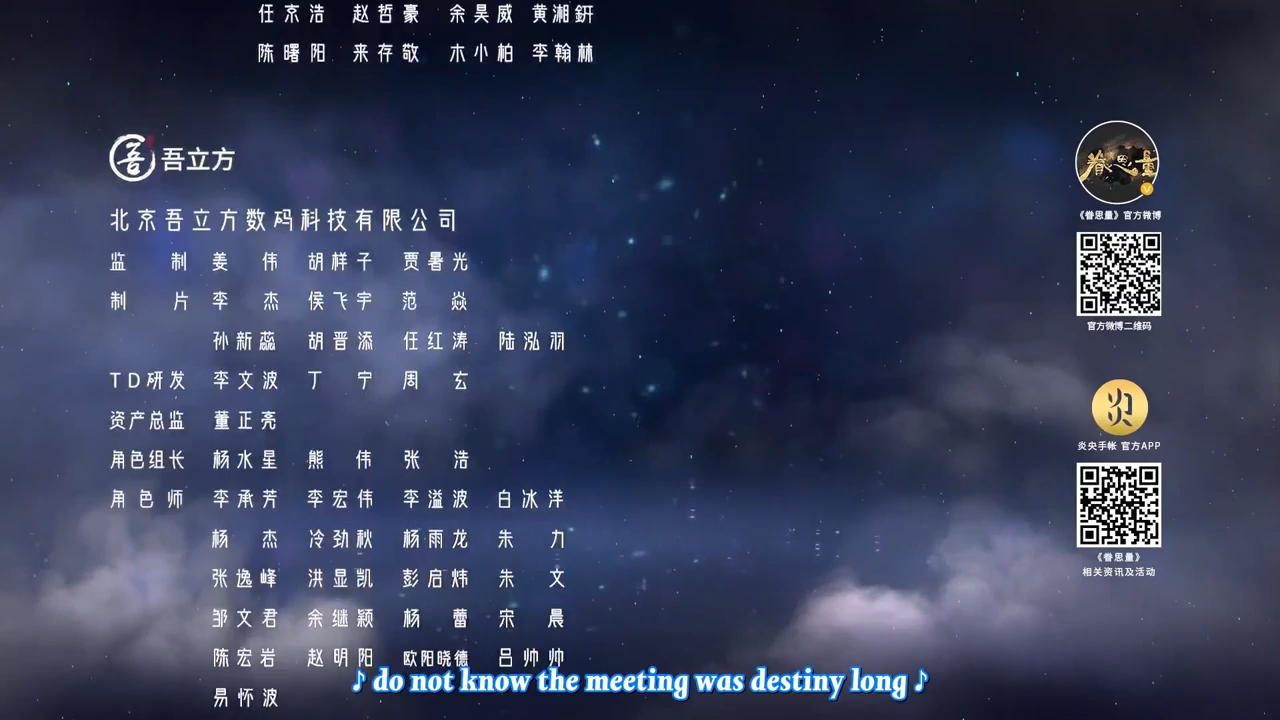 任京浩 赵哲豪 余昊威 黄湘鈃
陈曙阳 来存敬 木小柏 李翰林
吾 吾立方
北京吾立方数码科技有限公司
监制 姜伟 胡样子 贾暑光
制片 李杰 侯飞宇 范焱
孙新蕊 胡晋添 任红涛 陆泓羽
TD研发 李文波 丁宁 周玄
资产总监 董正亮
角色组长 杨水星 熊伟 张浩
角色师 李承芳 李宏伟 李溢波 白冰洋
杨杰 冷劲秋 杨雨龙 朱力
张逸峰 洪显凯 彭启炜 朱文
邹文君 余继颖 杨蕾 宋晨
陈宏岩 赵明阳 欧阳晓德 吕帅帅
易怀波
眷思量
《眷思量》官方微博
官方微博二维码
炎
炎央手帐 官方APP
《眷思量》
相关资讯及活动
♪ do not know the meeting was destiny long ♪